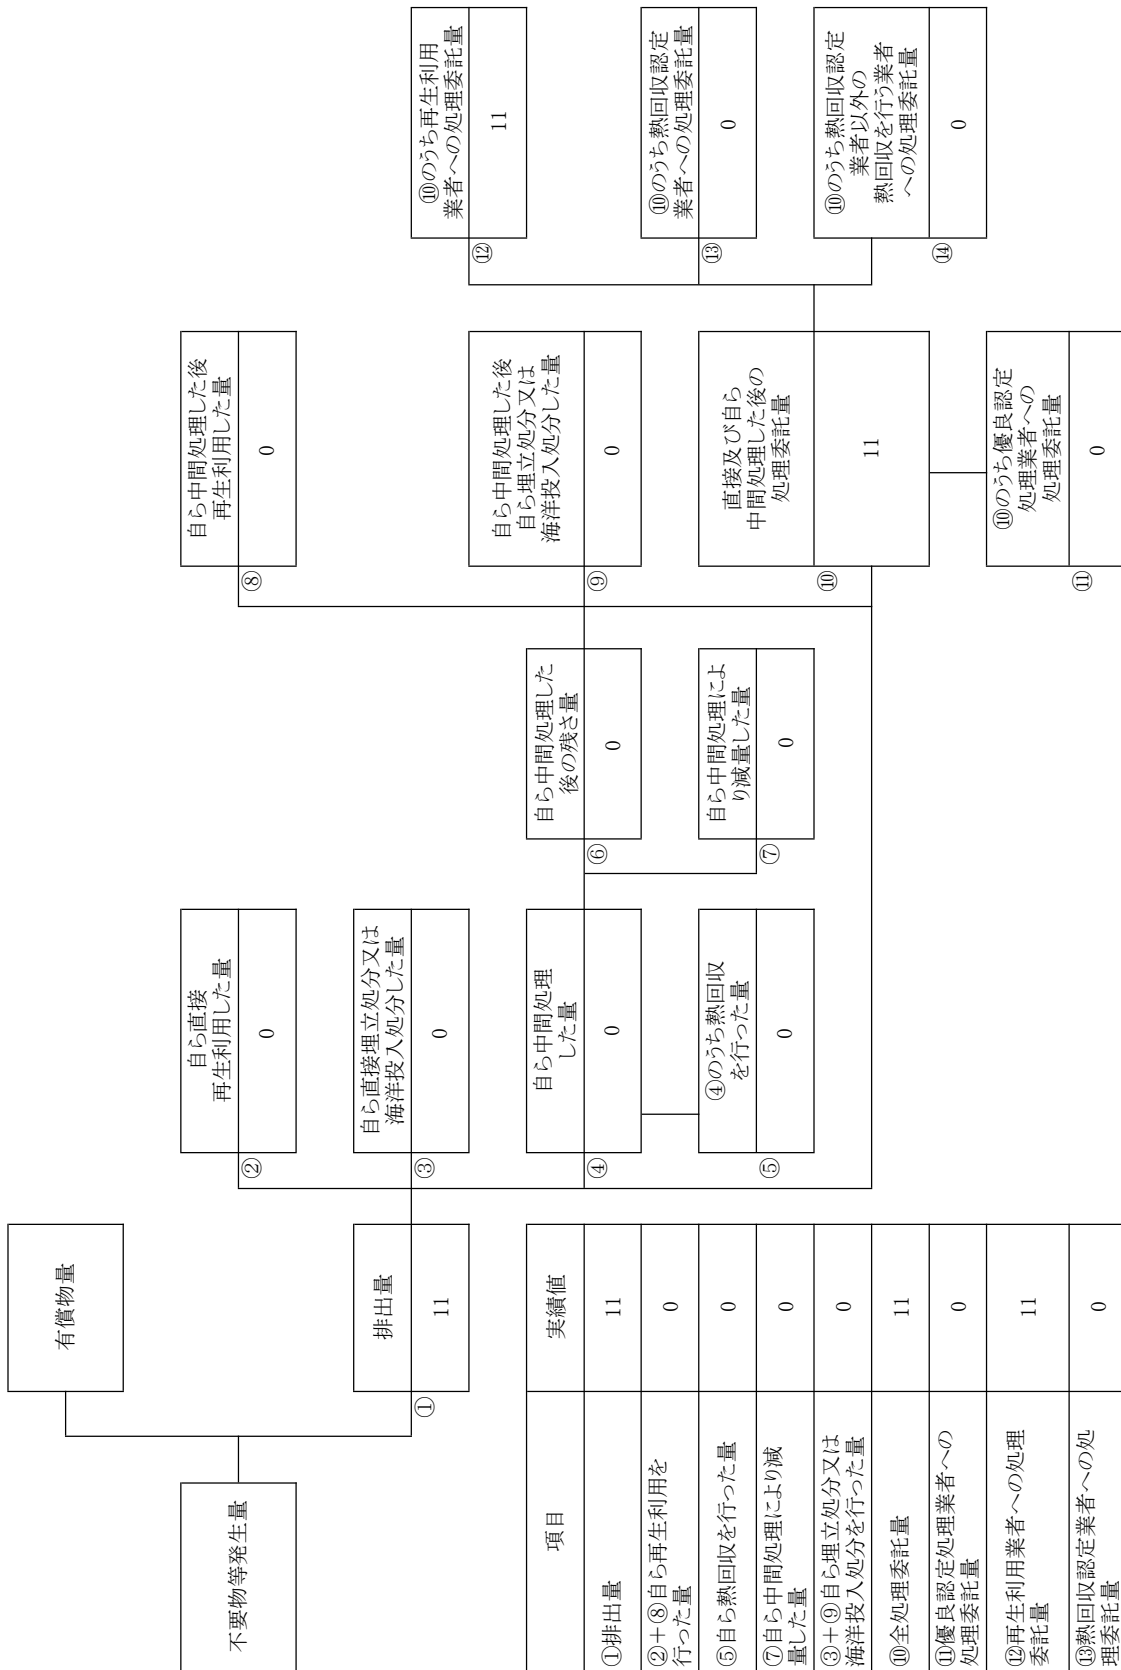 不要物等発生量
有償物量
①
排出量
11
②
自ら直接
再生利用した量
0
③
自ら直接埋立処分又は
海洋投入処分した量
0
④
自ら中間処理
した量
0
⑤
④のうち熱回収
を行った量
0
⑥
自ら中間処理した
後の残さ量
0
⑦
自ら中間処理によ
り減量した量
0
⑧
自ら中間処理した後
再生利用した量
0
⑨
自ら中間処理した後
自ら埋立処分又は
海洋投入処分した量
0
⑩
直接及び自ら
中間処理した後の
処理委託量
11
⑪
⑩のうち優良認定
処理業者への
処理委託量
0
⑫
⑩のうち再生利用
業者への処理委託量
11
⑬
⑩のうち熱回収認定
業者への処理委託量
0
⑭
⑩のうち熱回収認定
業者以外の
熱回収を行う業者
への処理委託量
0
項目
実績値
①排出量
11
②+⑧自ら再生利用を
行った量
0
⑤自ら熱回収を行った量
0
⑦自ら中間処理により減
量した量
0
③+⑨自ら埋立処分又は
海洋投入処分を行った量
0
⑩全処理委託量
11
⑪優良認定処理業者への
処理委託量
0
⑫再生利用業者への処理
委託量
11
⑬熱回収認定業者への処
理委託量
0